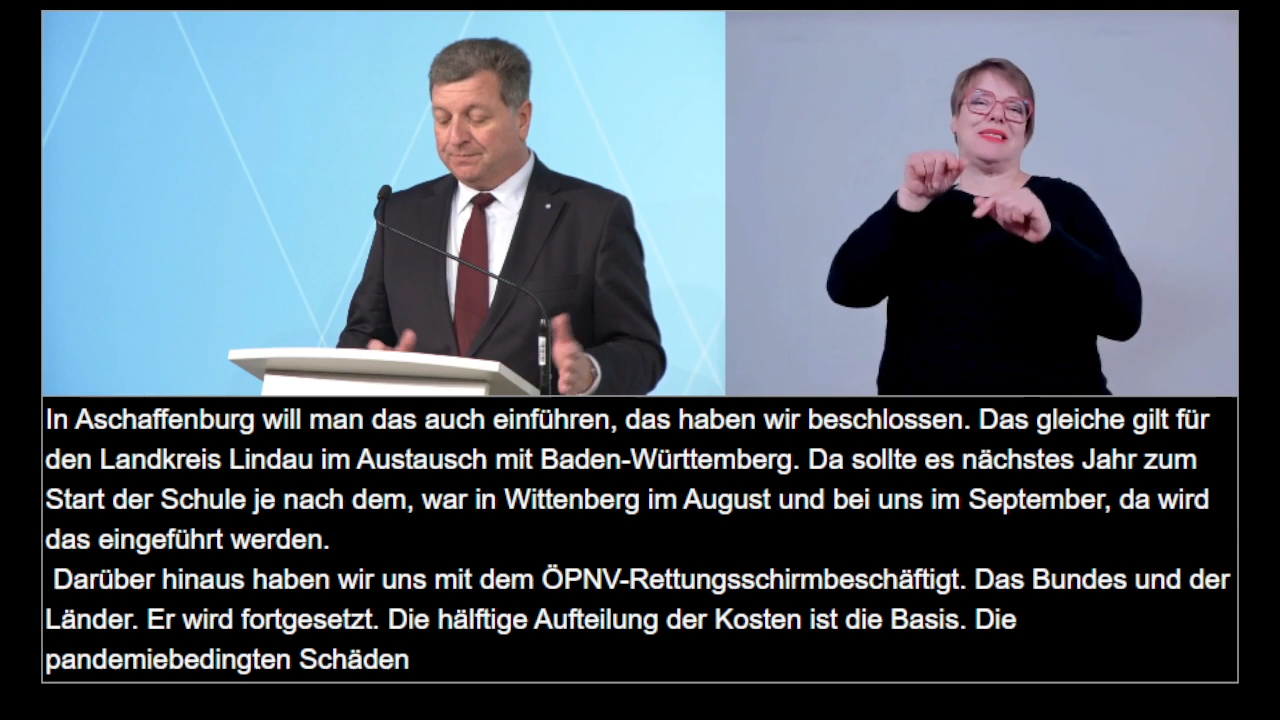 In Aschaffenburg will man das auch einführen, das haben wir beschlossen. Das gleiche gilt für
den Landkreis Lindau im Austausch mit Baden-Württemberg. Da sollte es nächstes Jahr zum
Start der Schule je nach dem, war in Wittenberg im August und bei uns im September, da wird
das eingeführt werden.
Darüber hinaus haben wir uns mit dem ÖPNV-Rettungsschirmbeschäftigt. Das Bundes und der
Länder. Er wird fortgesetzt. Die hälftige Aufteilung der Kosten ist die Basis. Die
pandemiebedingten Schäden